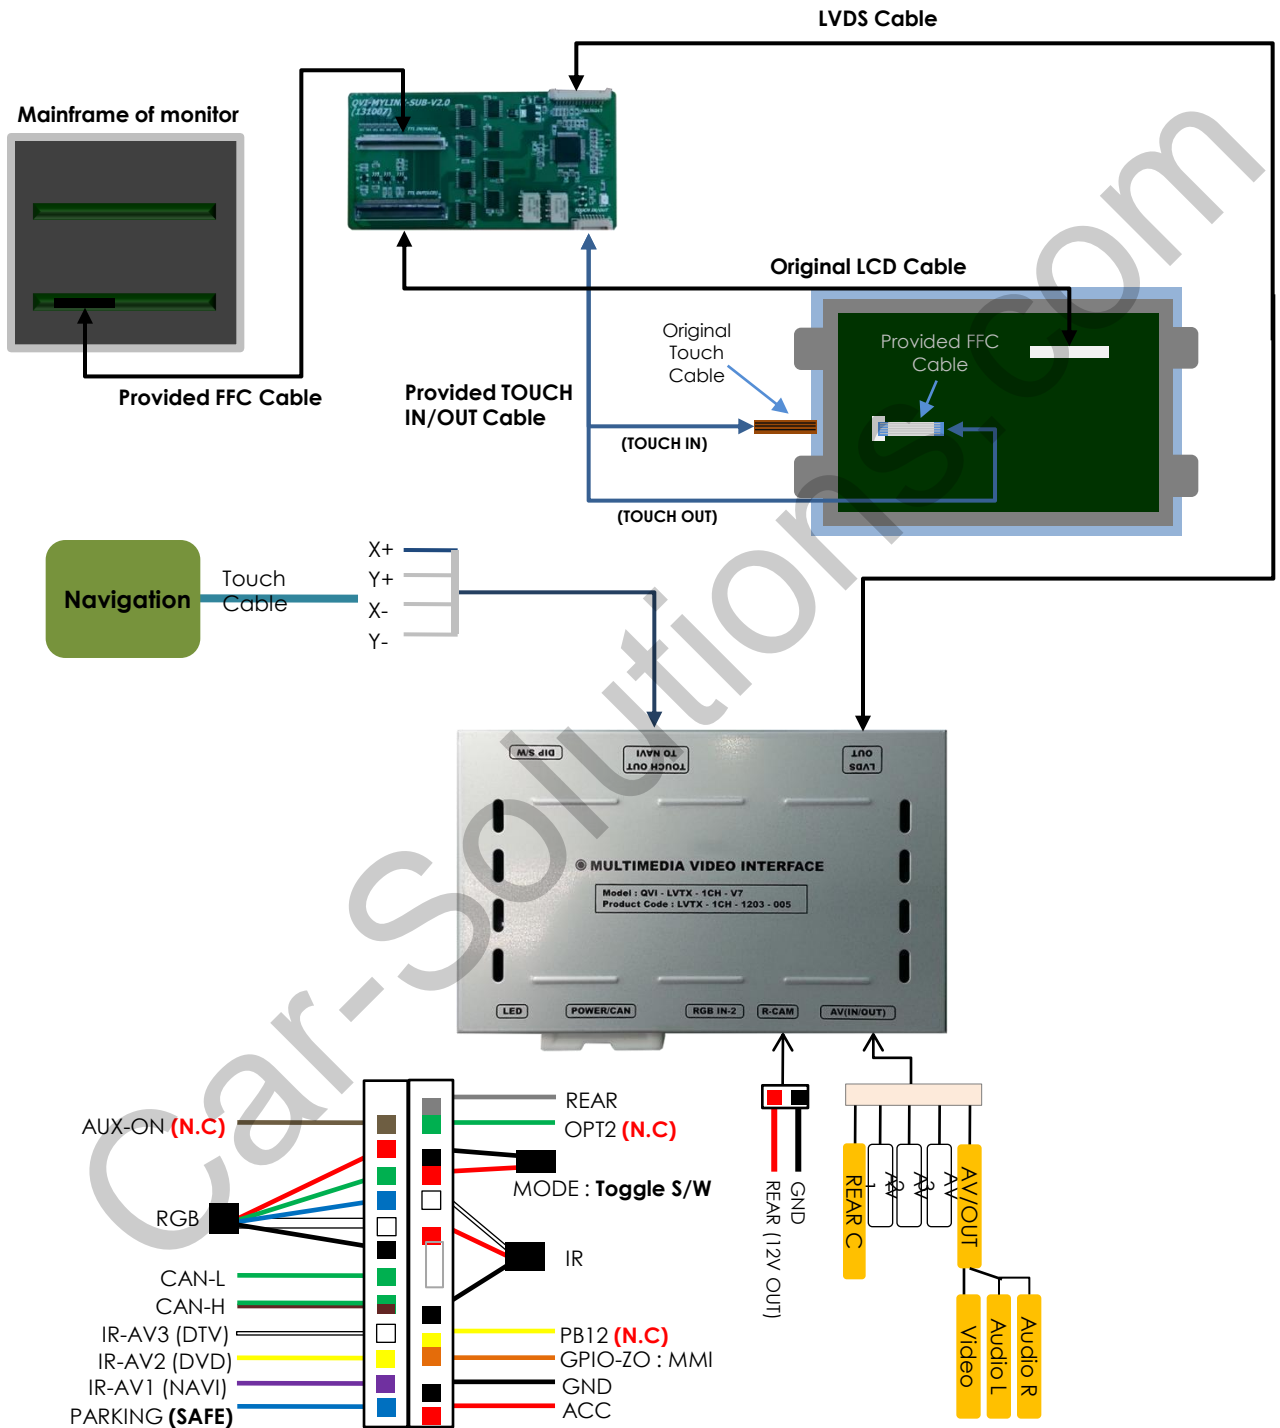 LVDS Cable
QVI-MYLINK-SUB-V2.0
(131007)
Mainframe of monitor
TOUCH IN/OUT
Original LCD Cable
Original
Touch
Cable
Provided FFC
Cable
Provided FFC Cable
Provided TOUCH
IN/OUT Cable
(TOUCH IN)
(TOUCH OUT)
Navigation
Touch
Cable
X+
Y+
X-
Y-
DIP S/W
TOUCH OUT
TO NAVI
LVDS
OUT
MULTIMEDIA VIDEO INTERFACE
Model : QVI - LVTX - 1CH - V7
Product Code : LVTX - 1CH - 1203 - 005
LED
POWER/CAN
RGB IN-2
R-CAM
AV(IN/OUT)
AUX-ON (N.C)
RGB
CAN-L
CAN-H
IR-AV3 (DTV)
IR-AV2 (DVD)
IR-AV1 (NAVI)
PARKING (SAFE)
REAR
OPT2 (N.C)
MODE : Toggle S/W
IR
PB12 (N.C)
GPIO-ZO : MMI
GND
ACC
REAR (12V OUT)
GND
REAR C
AV
1
AV
2
AV
3
AV/OUT
Video
Audio L
Audio R
Car-Solutions.com